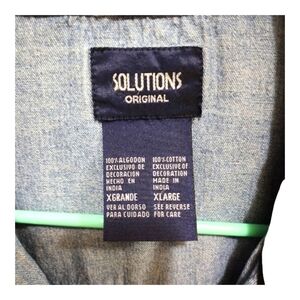 SOLUTIONS
ORIGINAL
100% ALGODON
EXCLUSIVO DE
DECORACION
HECHO EN
INDIA
XGRANDE
VER AL DORSO
PARA CUIDADO
100% COTTON
EXCLUSIVE OF
DECORATION
MADE IN
INDIA
XLARGE
SEE REVERSE
FOR CARE